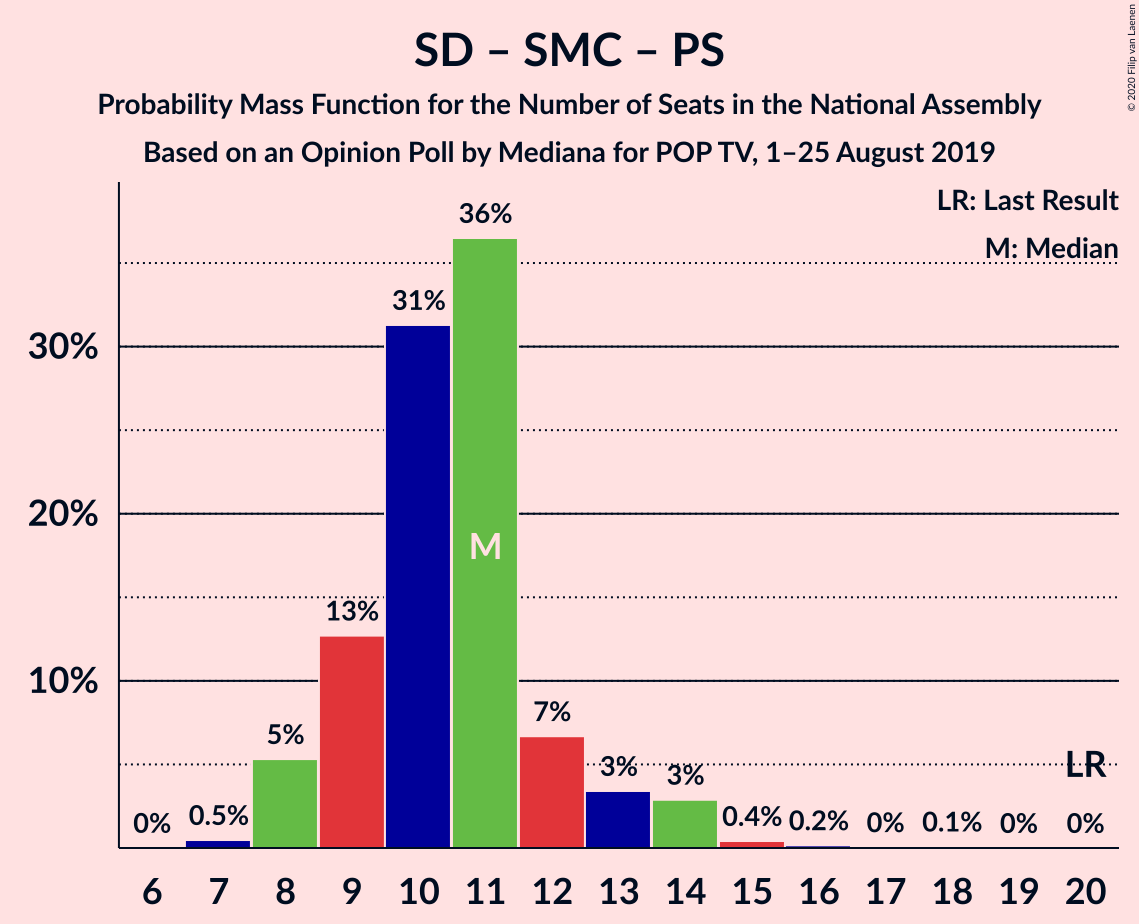 SD – SMC – PS
Probability Mass Function for the Number of Seats in the National Assembly
Based on an Opinion Poll by Mediana for POP TV, 1–25 August 2019
© 2020 Filip van Laenen
LR: Last Result
M: Median
36%
31%
30%
20%
M
13%
10%
7%
5%
3%
3%
LR
0%
0.5%
0.4%
0.2%
0%
0.1%
0%
0%
6 7 8 9 10 11 12 13 14 15 16 17 18 19 20